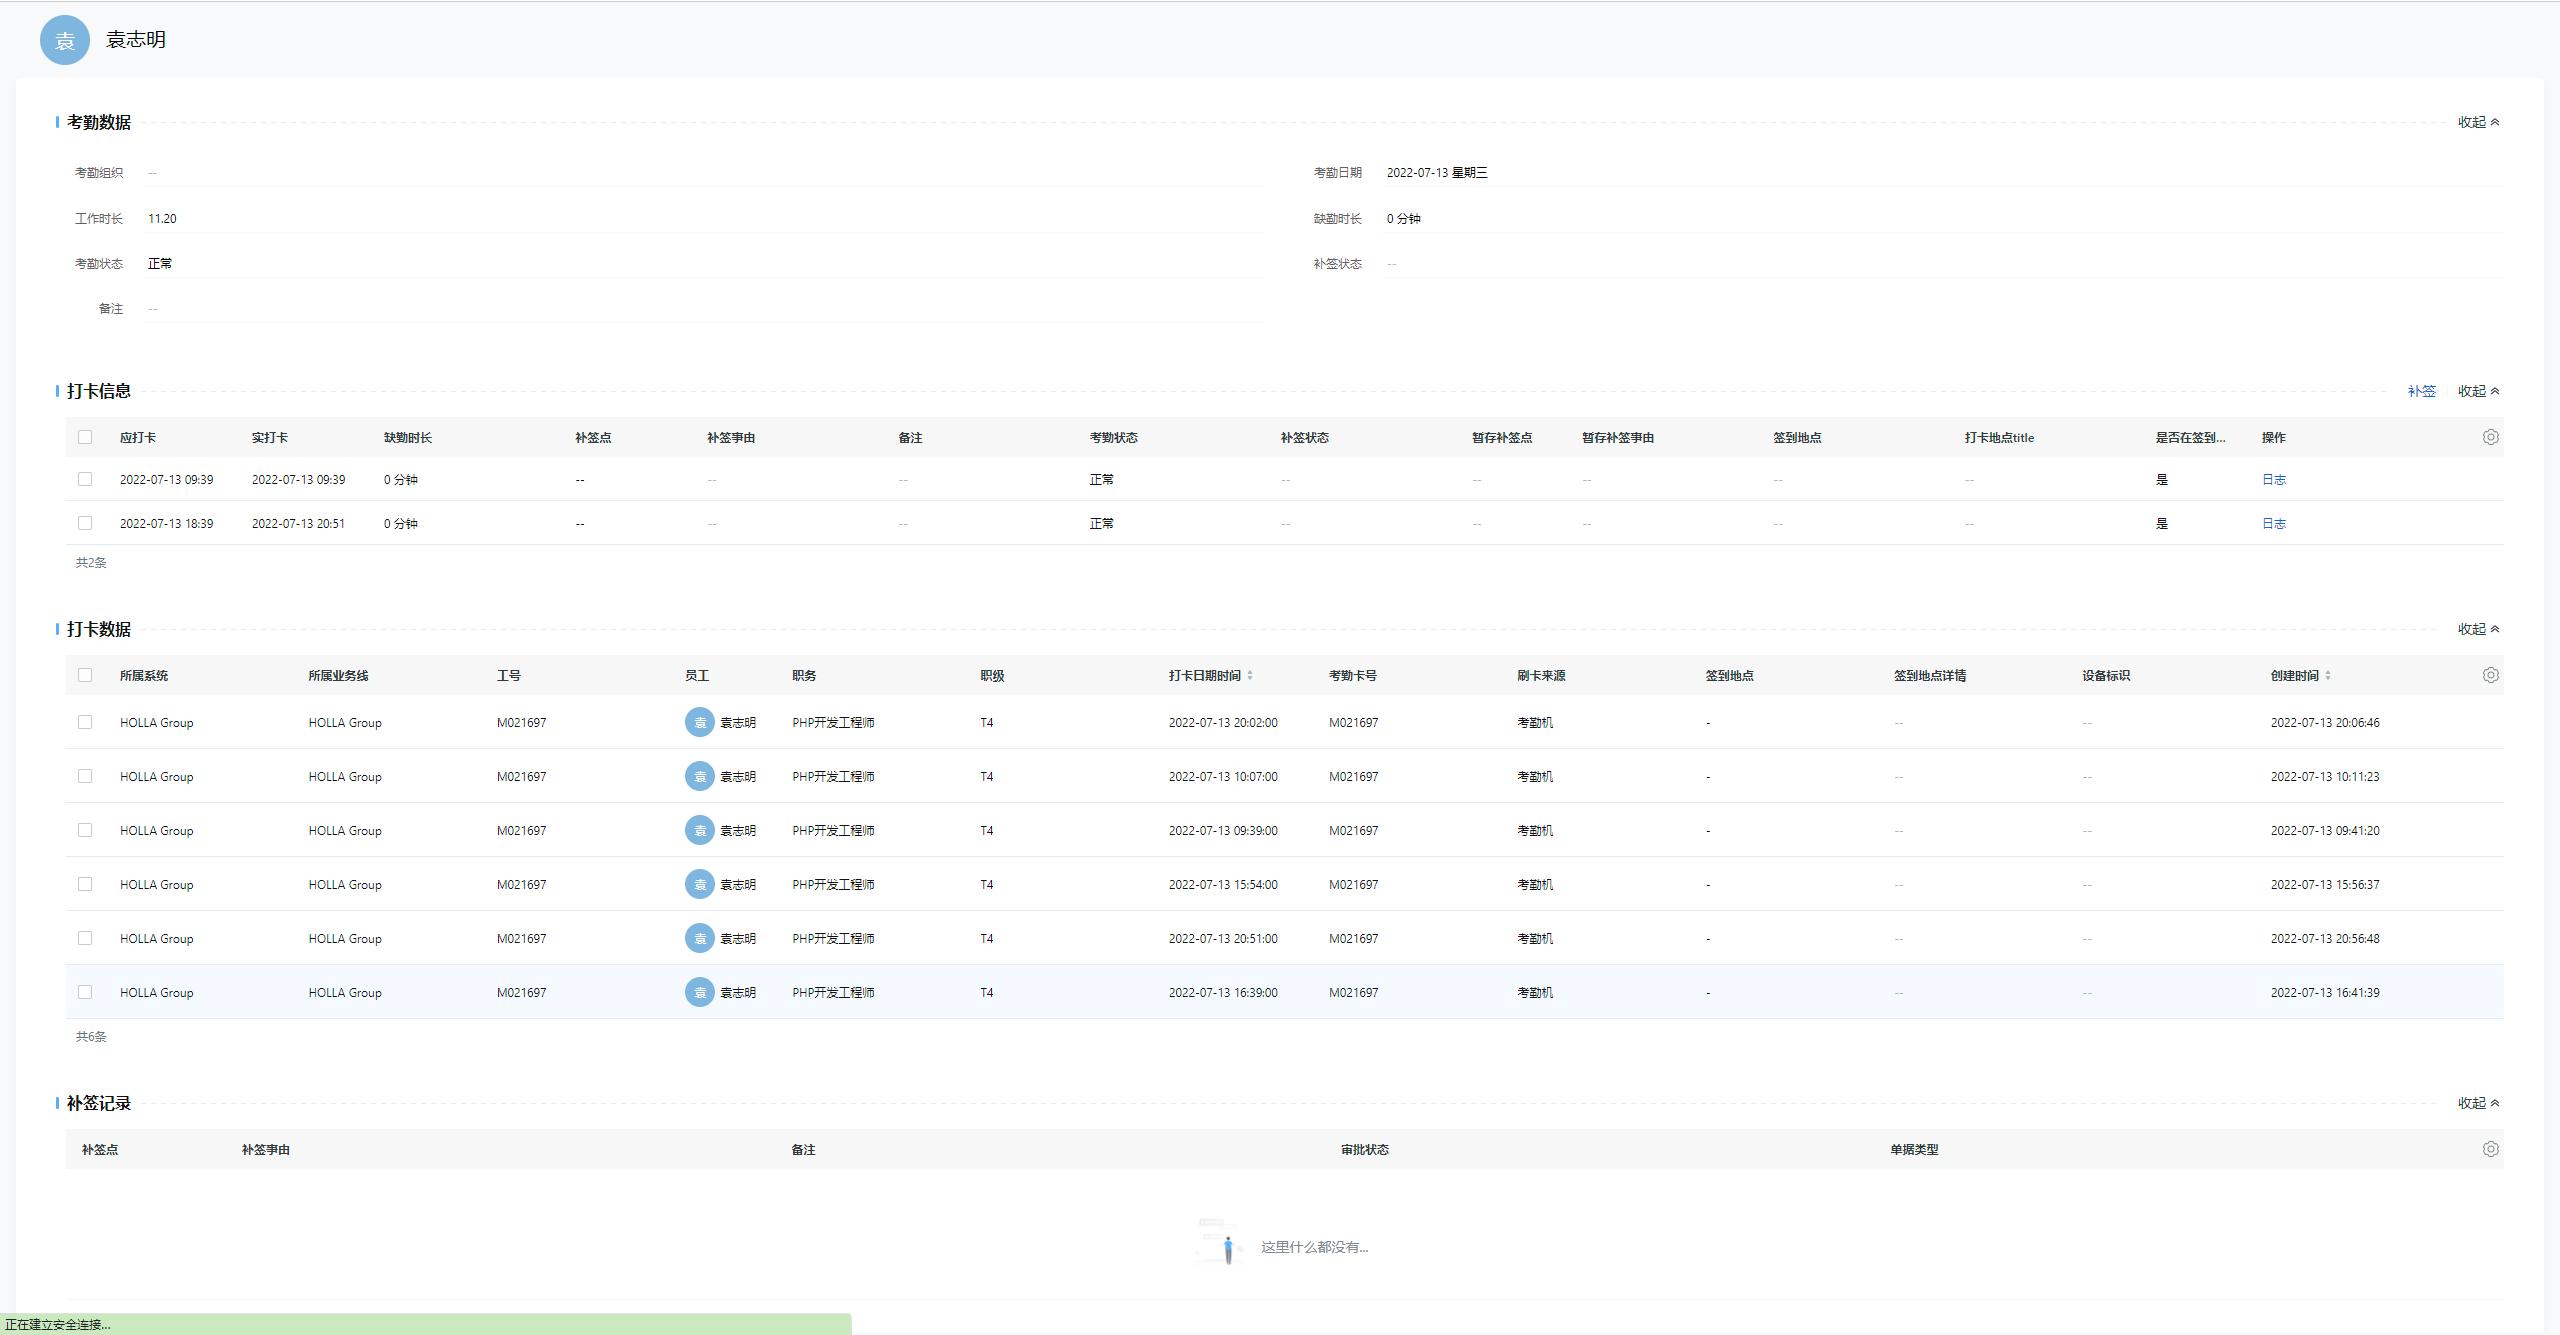 袁 袁志明
考勤数据 收起
考勤组织 -- 考勤日期 2022-07-13 星期三
工作时长 11.20 缺勤时长 0 分钟
考勤状态 正常 补签状态 --
备注 --
打卡信息 补签 收起
应打卡 实打卡 缺勤时长 补签点 补签事由 备注 考勤状态 补签状态 暂存补签点 暂存补签事由 签到地点 打卡地点title 是否在签到... 操作
2022-07-13 09:39 2022-07-13 09:39 0 分钟 -- -- -- 正常 -- -- -- -- -- 是 日志
2022-07-13 18:39 2022-07-13 20:51 0 分钟 -- -- -- 正常 -- -- -- -- -- 是 日志
共2条
打卡数据 收起
所属系统 所属业务线 工号 员工 职务 职级 打卡日期时间 考勤卡号 刷卡来源 签到地点 签到地点详情 设备标识 创建时间
HOLLA Group HOLLA Group M021697 袁 袁志明 PHP开发工程师 T4 2022-07-13 20:02:00 M021697 考勤机 - -- -- 2022-07-13 20:06:46
HOLLA Group HOLLA Group M021697 袁 袁志明 PHP开发工程师 T4 2022-07-13 10:07:00 M021697 考勤机 - -- -- 2022-07-13 10:11:23
HOLLA Group HOLLA Group M021697 袁 袁志明 PHP开发工程师 T4 2022-07-13 09:39:00 M021697 考勤机 - -- -- 2022-07-13 09:41:20
HOLLA Group HOLLA Group M021697 袁 袁志明 PHP开发工程师 T4 2022-07-13 15:54:00 M021697 考勤机 - -- -- 2022-07-13 15:56:37
HOLLA Group HOLLA Group M021697 袁 袁志明 PHP开发工程师 T4 2022-07-13 20:51:00 M021697 考勤机 - -- -- 2022-07-13 20:56:48
HOLLA Group HOLLA Group M021697 袁 袁志明 PHP开发工程师 T4 2022-07-13 16:39:00 M021697 考勤机 - -- -- 2022-07-13 16:41:39
共6条
补签记录 收起
补签点 补签事由 备注 审批状态 单据类型
这里什么都没有...
正在建立安全连接...